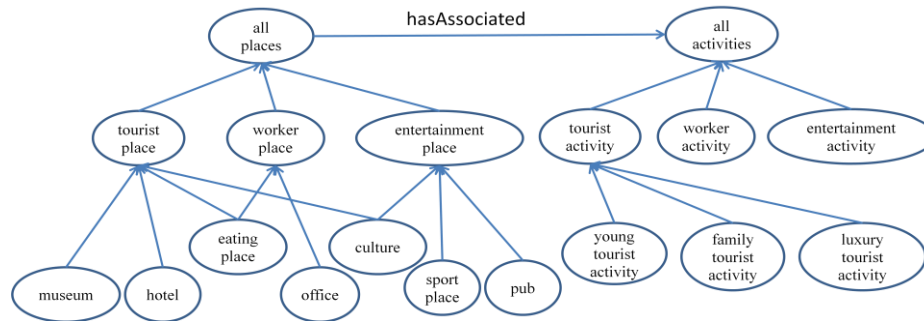 hasAssociated
all
places
all
activities
tourist
place
worker
place
entertainment
place
tourist
activity
worker
activity
entertainment
activity
eating
place
culture
young
tourist
activity
family
tourist
activity
luxury
tourist
activity
museum
hotel
office
sport
place
pub